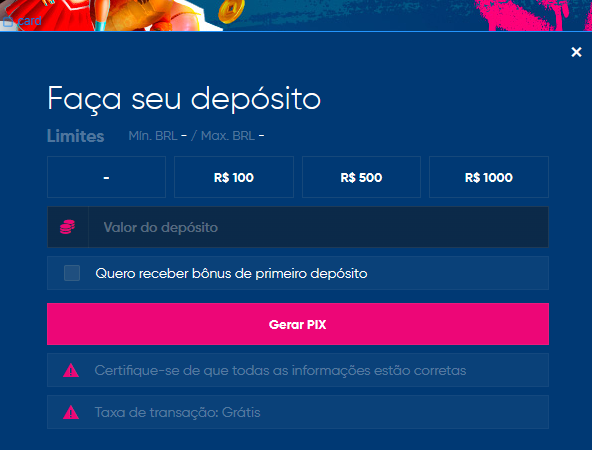 card
×
Faça seu depósito
Limites Mín. BRL - / Max. BRL -
- R$ 100 R$ 500 R$ 1000
Valor do depósito
Quero receber bônus de primeiro depósito
Gerar PIX
Certifique-se de que todas as informações estão corretas
Taxa de transação: Grátis